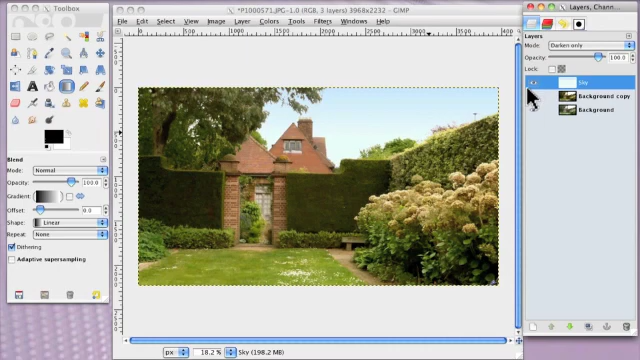 Toolbox
*P1000571.JPG-1.0 (RGB, 3 layers) 3968x2232 – GIMP
Layers, Chann...
File Edit Select View Image Layer Colors Tools Filters Windows Help
Layers
Mode: Darken only
Opacity: 100.0
Lock:
Sky
Background copy
Background
Blend
Mode: Normal
Opacity: 100.0
Gradient:
Offset: 0.0
Shape: Linear
Repeat: None
Dithering
Adaptive supersampling
px 18.2 % Sky (198.2 MB)